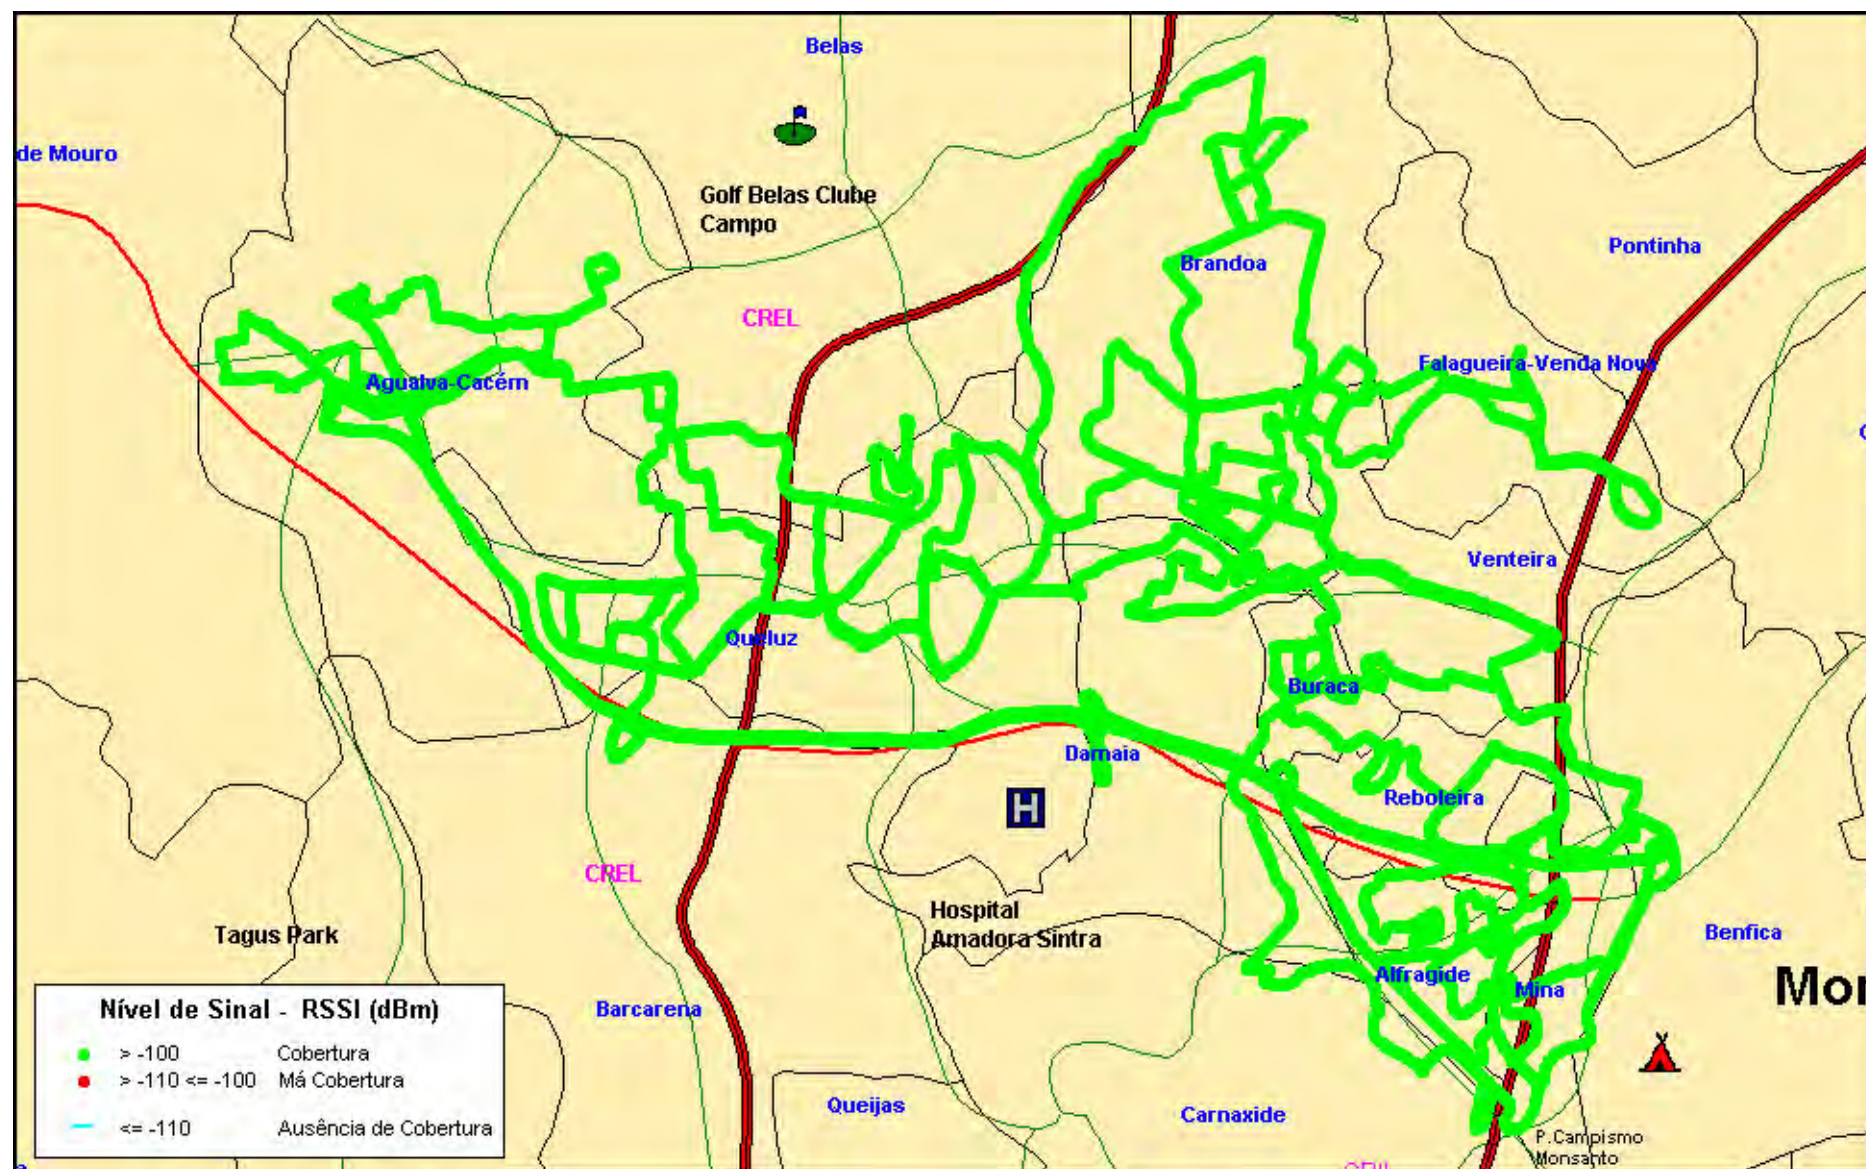 Belas
de Mouro
Golf Belas Clube
Campo
Pontinha
Brandoa
CREL
Falagueira-Venda Nova
Agualva-Cacém
Venteira
Queluz
Buraca
Damaia
Reboleira
H
CREL
Hospital
Amadora Sintra
Tagus Park
Benfica
Alfragide
Mina
Mon
Barcarena
Nível de Sinal - RSSI (dBm)
> -100 Cobertura
> -110 <= -100 Má Cobertura
<= -110 Ausência de Cobertura
Queijas
Carnaxide
P.Campismo
Monsanto